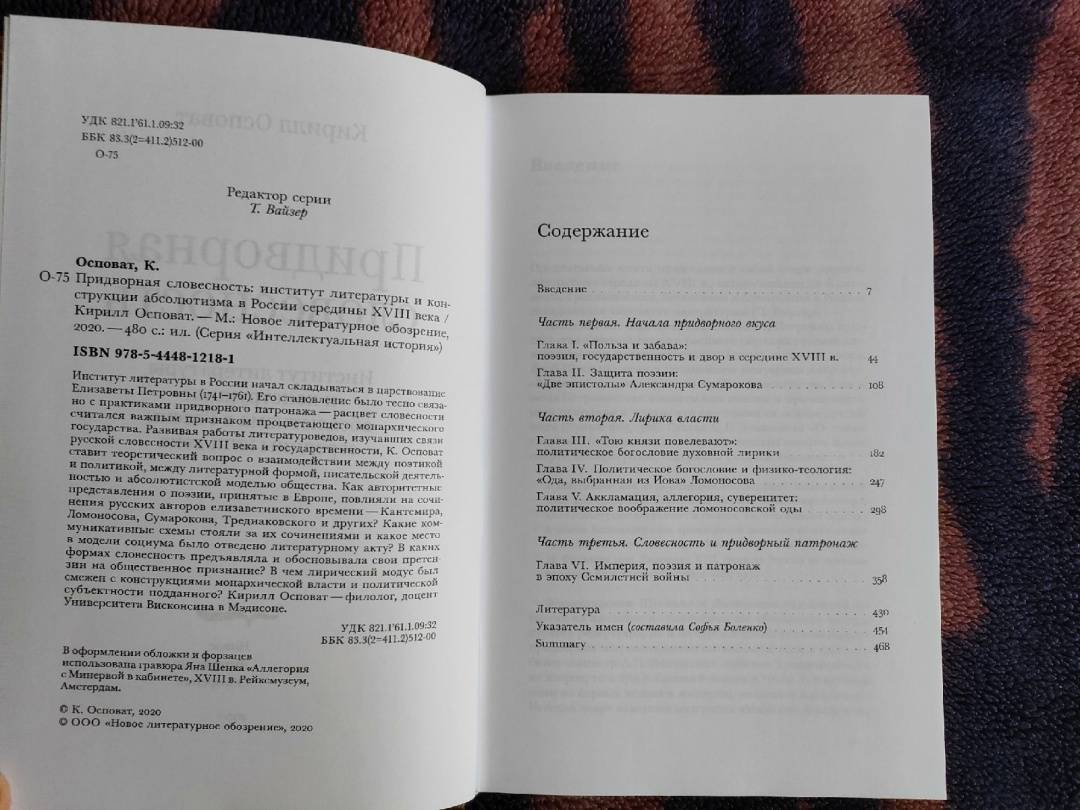 УДК 821.1'61.1.09:32
ББК 83.3(2=411.2)512-00
О-75
Редактор серии
Т. Вайзер
Осповат, К.
О-75 Придворная словесность: институт литературы и кон-
струкции абсолютизма в России середины XVIII века /
Кирилл Осповат. — М.: Новое литературное обозрение,
2020. — 480 с.: ил. (Серия «Интеллектуальная история»)
ISBN 978-5-4448-1218-1
Институт литературы в России начал складываться в царствование
Елизаветы Петровны (1741–1761). Его становление было тесно связа-
но с практиками придворного патронажа — расцвет словесности
считался важным признаком процветающего монархического
государства. Развивая работы литературоведов, изучавших связи
русской словесности XVIII века и государственности, К. Осповат
ставит теоретический вопрос о взаимодействии между поэтикой
и политикой, между литературной формой, писательской деятель-
ностью и абсолютистской моделью общества. Как авторитетные
представления о поэзии, принятые в Европе, повлияли на сочи-
нения русских авторов елизаветинского времени — Кантемира,
Ломоносова, Сумарокова, Тредиаковского и других? Какие ком-
муникативные схемы стояли за их сочинениями и какое место
в модели социума было отведено литературному акту? В каких
формах словесность предъявляла и обосновывала свои претен-
зии на общественное признание? В чем лирический модус был
смежен с конструкциями монархической власти и политической
субъектности подданного? Кирилл Осповат — филолог, доцент
Университета Висконсина в Мэдисоне.
УДК 821.1'61.1.09:32
ББК 83.3(2=411.2)512-00
В оформлении обложки и форзацев
использована гравюра Яна Шенка «Аллегория
с Минервой в кабинете», XVIII в. Рейксмузеум,
Амстердам.
© К. Осповат, 2020
© ООО «Новое литературное обозрение», 2020
Содержание
Введение 7
Часть первая. Начала придворного вкуса
Глава I. «Польза и забава»:
поэзия, государственность и двор в середине XVIII в. 44
Глава II. Защита поэзии:
«Две эпистолы» Александра Сумарокова 108
Часть вторая. Лирика власти
Глава III. «Тою князи повелевают»:
политическое богословие духовной лирики 182
Глава IV. Политическое богословие и физико-теология:
«Ода, выбранная из Иова» Ломоносова 247
Глава V. Аккламация, аллегория, суверенитет:
политическое воображение ломоносовской оды 298
Часть третья. Словесность и придворный патронаж
Глава VI. Империя, поэзия и патронаж
в эпоху Семилетней войны 358
Литература 430
Указатель имен (составила Софья Боленко) 454
Summary 468